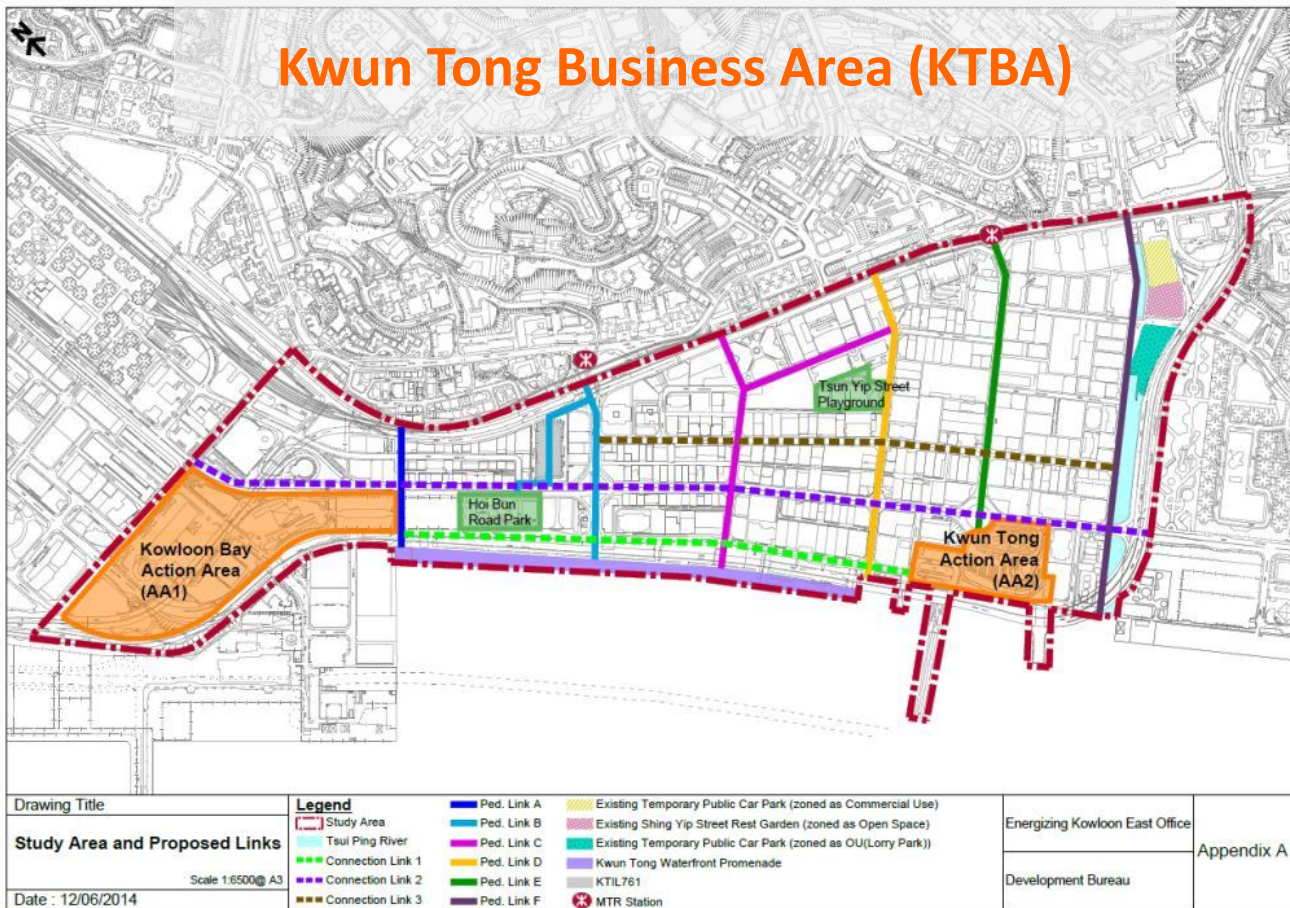 Kwun Tong Business Area (KTBA)
N
Tsun Yip Street
Playground
Hoi Bun
Road Park
Kowloon Bay
Action Area
(AA1)
Kwun Tong
Action Area
(AA2)
Drawing Title
Study Area and Proposed Links
Scale 1:6500@ A3
Date : 12/06/2014
Legend
Study Area
Tsui Ping River
Connection Link 1
Connection Link 2
Connection Link 3
Ped. Link A
Ped. Link B
Ped. Link C
Ped. Link D
Ped. Link E
Ped. Link F
Existing Temporary Public Car Park (zoned as Commercial Use)
Existing Shing Yip Street Rest Garden (zoned as Open Space)
Existing Temporary Public Car Park (zoned as OU(Lorry Park))
Kwun Tong Waterfront Promenade
KTIL761
MTR Station
Energizing Kowloon East Office
Development Bureau
Appendix A